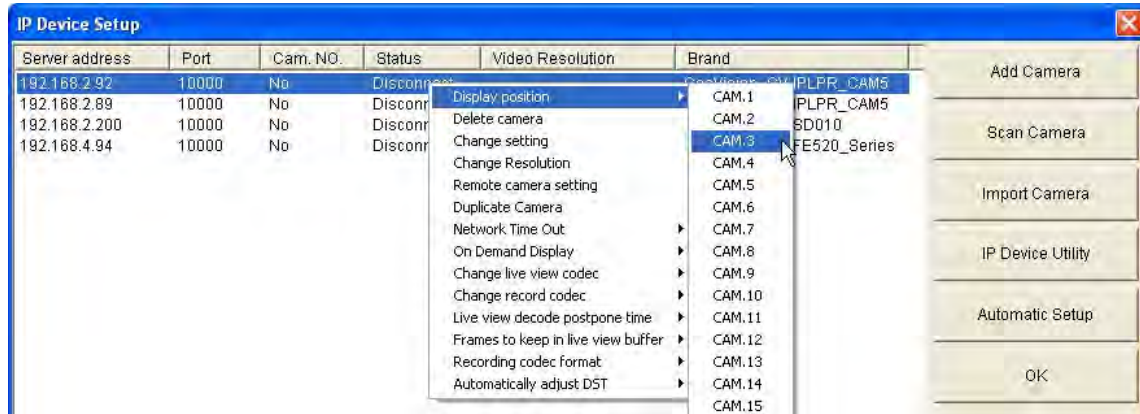 IP Device Setup
Server address Port Cam. NO. Status Video Resolution Brand
192.168.2.92 10000 No
192.168.2.89 10000 No Disconr IPLPR_CAM5
192.168.2.200 10000 No Disconr SD010
192.168.4.94 10000 No Disconr FE520_Series
Display position
Delete camera
Change setting
Change Resolution
Remote camera setting
Duplicate Camera
Network Time Out
On Demand Display
Change live view codec
Change record codec
Live view decode postpone time
Frames to keep in live view buffer
Recording codec format
Automatically adjust DST
CAM.1
CAM.2
CAM.3
CAM.4
CAM.5
CAM.6
CAM.7
CAM.8
CAM.9
CAM.10
CAM.11
CAM.12
CAM.13
CAM.14
CAM.15
Add Camera
Scan Camera
Import Camera
IP Device Utility
Automatic Setup
OK